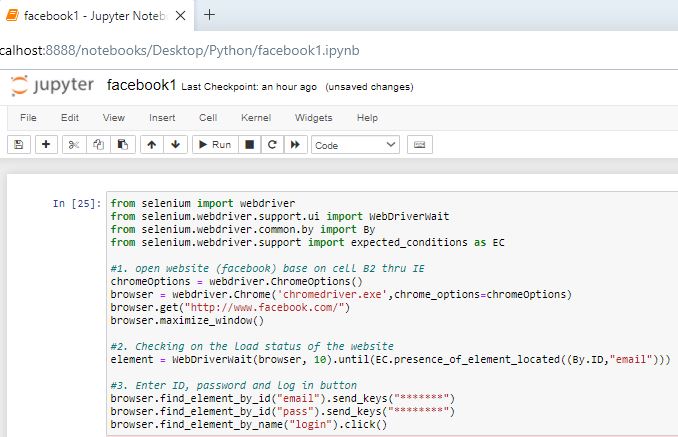 facebook1 - Jupyter Noteb
calhost:8888/notebooks/Desktop/Python/facebook1.ipynb
jupyter facebook1 Last Checkpoint: an hour ago (unsaved changes)
File Edit View Insert Cell Kernel Widgets Help
Run Code
In [25]: from selenium import webdriver
from selenium.webdriver.support.ui import WebDriverWait
from selenium.webdriver.common.by import By
from selenium.webdriver.support import expected_conditions as EC
#1. open website (facebook) base on cell B2 thru IE
chromeOptions = webdriver.ChromeOptions()
browser = webdriver.Chrome('chromedriver.exe',chrome_options=chromeOptions)
browser.get("http://www.facebook.com/")
browser.maximize_window()
#2. Checking on the Load status of the website
element = WebDriverWait(browser, 10).until(EC.presence_of_element_located((By.ID,"email")))
#3. Enter ID, password and log in button
browser.find_element_by_id("email").send_keys("*******")
browser.find_element_by_id("pass").send_keys("********")
browser.find_element_by_name("login").click()